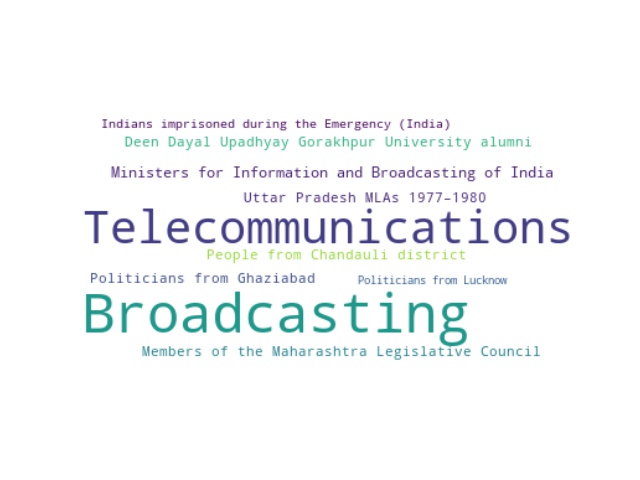 Indians imprisoned during the Emergency (India)
Deen Dayal Upadhyay Gorakhpur University alumni
Ministers for Information and Broadcasting of India
Uttar Pradesh MLAs 1977–1980
Telecommunications
People from Chandauli district
Politicians from Ghaziabad
Politicians from Lucknow
Broadcasting
Members of the Maharashtra Legislative Council